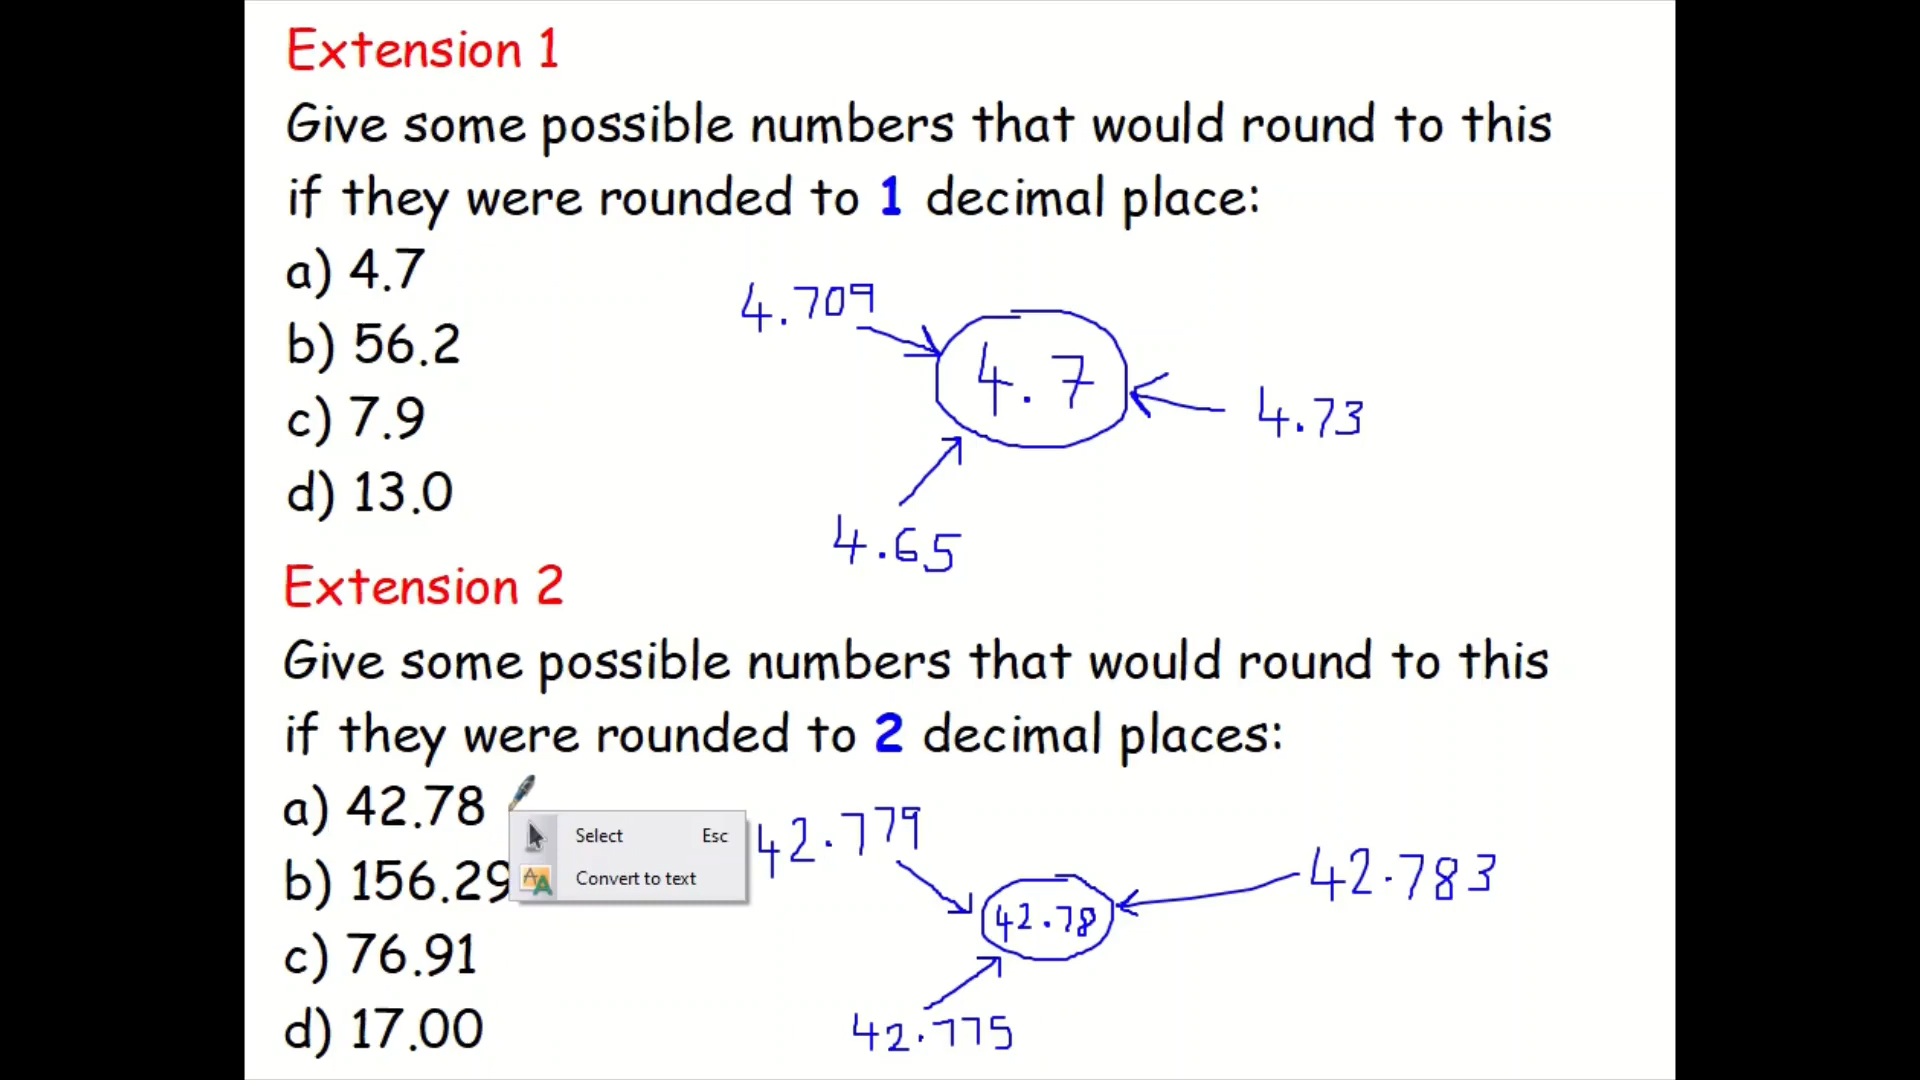 Extension 1
Give some possible numbers that would round to this
if they were rounded to 1 decimal place:
a) 4.7
b) 56.2
c) 7.9
d) 13.0
4.709
4.7
4.73
4.65
Extension 2
Give some possible numbers that would round to this
if they were rounded to 2 decimal places:
a) 42.78
b) 156.29
c) 76.91
d) 17.00
Select Esc
Convert to text
42.779
42.783
42.78
42.775